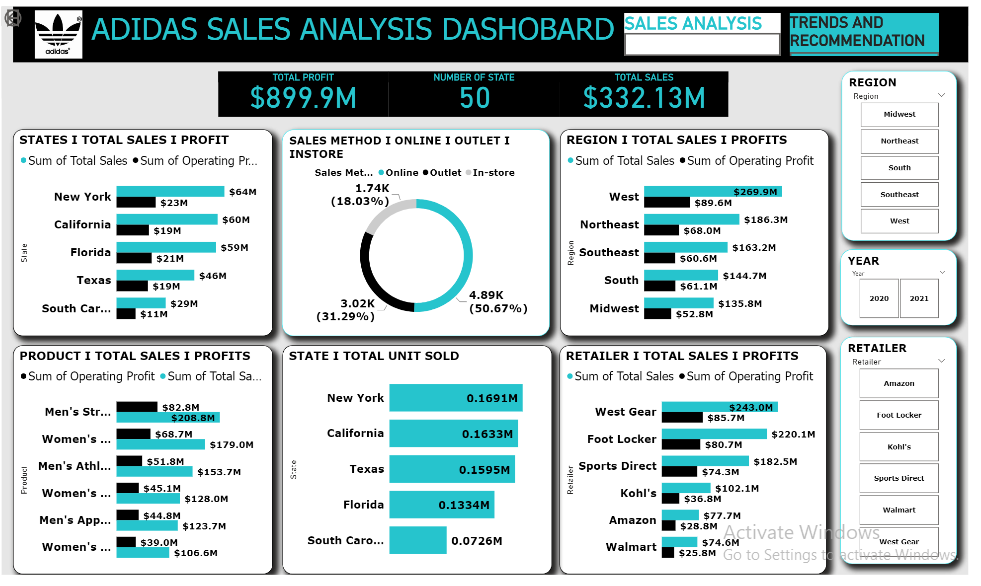 adidas
ADIDAS SALES ANALYSIS DASHOBARD
SALES ANALYSIS
TRENDS AND
RECOMMENDATION
TOTAL PROFIT
$899.9M
NUMBER OF STATE
50
TOTAL SALES
$332.13M
REGION
Region
Midwest
Northeast
South
Southeast
West
STATES I TOTAL SALES I PROFIT
Sum of Total Sales Sum of Operating Pr...
State
New York $64M
$23M
California $60M
$19M
Florida $59M
$21M
Texas $46M
$19M
South Car... $29M
$11M
SALES METHOD I ONLINE I OUTLET I
INSTORE
Sales Met... Online Outlet In-store
1.74K
(18.03%)
3.02K
(31.29%)
4.89K
(50.67%)
REGION I TOTAL SALES I PROFITS
Sum of Total Sales Sum of Operating Profit
Region
West $269.9M
$89.6M
Northeast $186.3M
$68.0M
Southeast $163.2M
$60.6M
South $144.7M
$61.1M
Midwest $135.8M
$52.8M
YEAR
Year
2020 2021
PRODUCT I TOTAL SALES I PROFITS
Sum of Operating Profit Sum of Total Sa...
Product
Men's Str... $82.8M
$208.8M
Women's ... $68.7M
$179.0M
Men's Athl... $51.8M
$153.7M
Women's ... $45.1M
$128.0M
Men's App... $44.8M
$123.7M
Women's ... $39.0M
$106.6M
STATE I TOTAL UNIT SOLD
State
New York 0.1691M
California 0.1633M
Texas 0.1595M
Florida 0.1334M
South Caro... 0.0726M
RETAILER I TOTAL SALES I PROFITS
Sum of Total Sales Sum of Operating Profit
Retailer
West Gear $243.0M
$85.7M
Foot Locker $220.1M
$80.7M
Sports Direct $182.5M
$74.3M
Kohl's $102.1M
$36.8M
Amazon $77.7M
$28.8M
Walmart $74.6M
$25.8M
RETAILER
Retailer
Amazon
Foot Locker
Kohl's
Sports Direct
Walmart
West Gear
Activate Windows
Go to Settings to activate Windows.